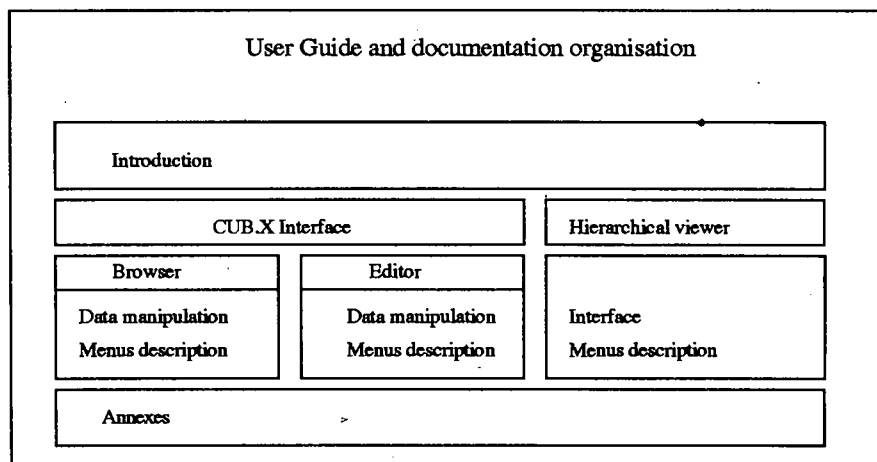 User Guide and documentation organisation
Introduction
CUB.X Interface
Hierarchical viewer
Browser
Data manipulation
Menus description
Editor
Data manipulation
Menus description
Interface
Menus description
Annexes